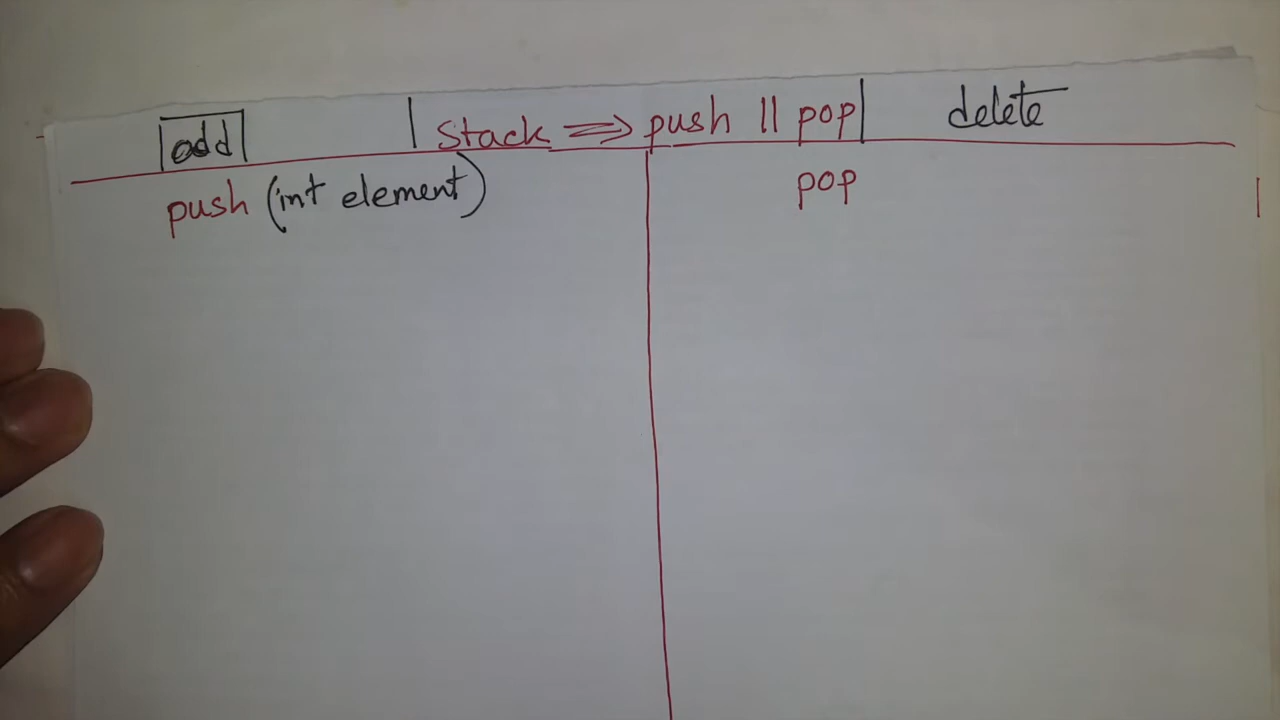 add stack ⇒ push || pop delete
push (int element) pop